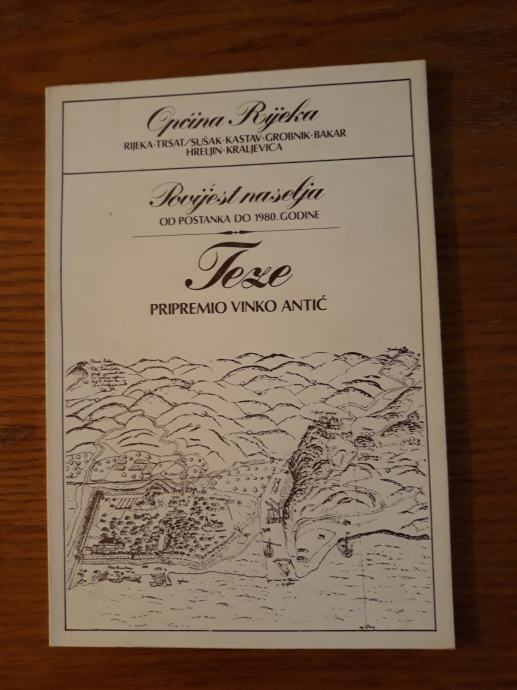 Općina Rijeka
RIJEKA·TRSAT/SUŠAK·KASTAV·GROBNIK·BAKAR
HRELJIN·KRALJEVICA
Povijest naselja
OD POSTANKA DO 1980. GODINE
Teze
PRIPREMIO VINKO ANTIĆ